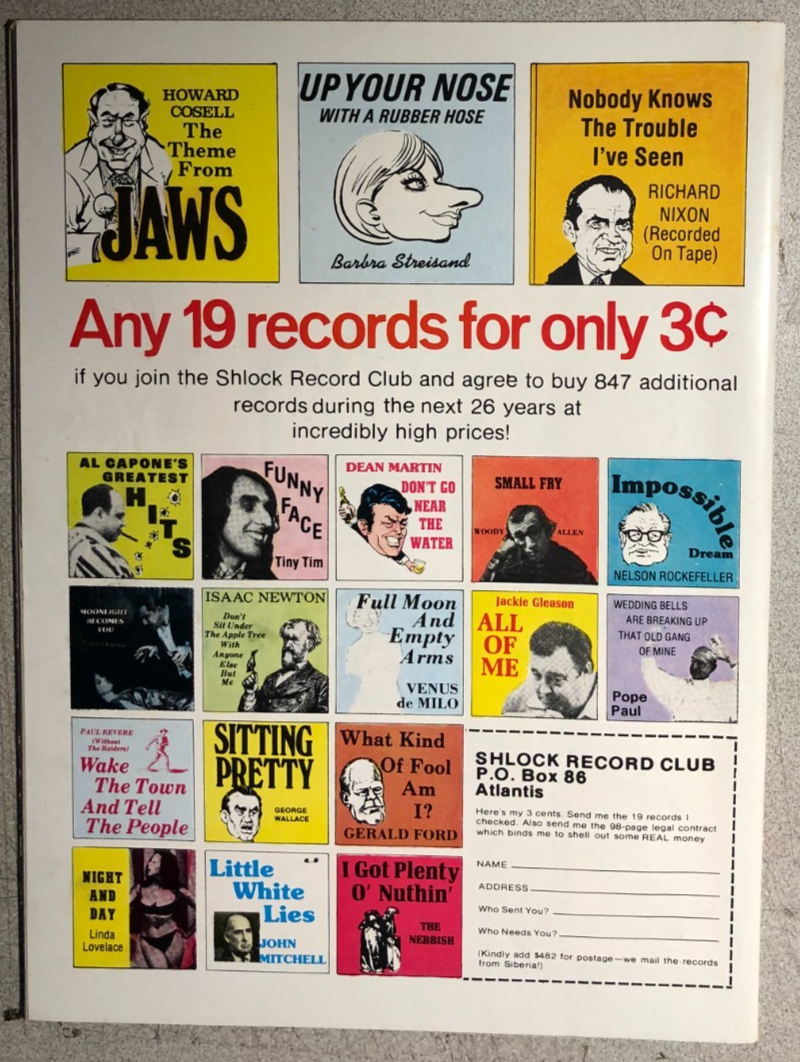 HOWARD
COSELL
The
Theme
From
JAWS
UP YOUR NOSE
WITH A RUBBER HOSE
Barbra Streisand
Nobody Knows
The Trouble
I've Seen
RICHARD
NIXON
(Recorded
On Tape)
Any 19 records for only 3¢
if you join the Shlock Record Club and agree to buy 847 additional
records during the next 26 years at
incredibly high prices!
AL CAPONE'S
GREATEST
HITS
FUNNY
FACE
Tiny Tim
DEAN MARTIN
DON'T GO
NEAR
THE
WATER
SMALL FRY
WOODY ALLEN
Impossible
Dream
NELSON ROCKEFELLER
MOONLIGHT
BECOMES
YOU
ISAAC NEWTON
Don't
Sit Under
The Apple Tree
With
Anyone
Else
But
Me
Full Moon
And
Empty
Arms
VENUS
de MILO
Jackie Gleason
ALL
OF
ME
WEDDING BELLS
ARE BREAKING UP
THAT OLD GANG
OF MINE
Pope
Paul
PAUL REVERE
(Without
The Raiders)
Wake
The Town
And Tell
The People
SITTING
PRETTY
GEORGE
WALLACE
What Kind
Of Fool
Am
I?
GERALD FORD
NIGHT
AND
DAY
Linda
Lovelace
Little
White
Lies
JOHN
MITCHELL
I Got Plenty
O' Nuthin'
THE
NEBBISH
SHLOCK RECORD CLUB
P.O. Box 86
Atlantis
Here's my 3 cents. Send me the 19 records I
checked. Also send me the 98-page legal contract
which binds me to shell out some REAL money
NAME
ADDRESS
Who Sent You?
Who Needs You?
(Kindly add $482 for postage—we mail the records
from Siberia!)